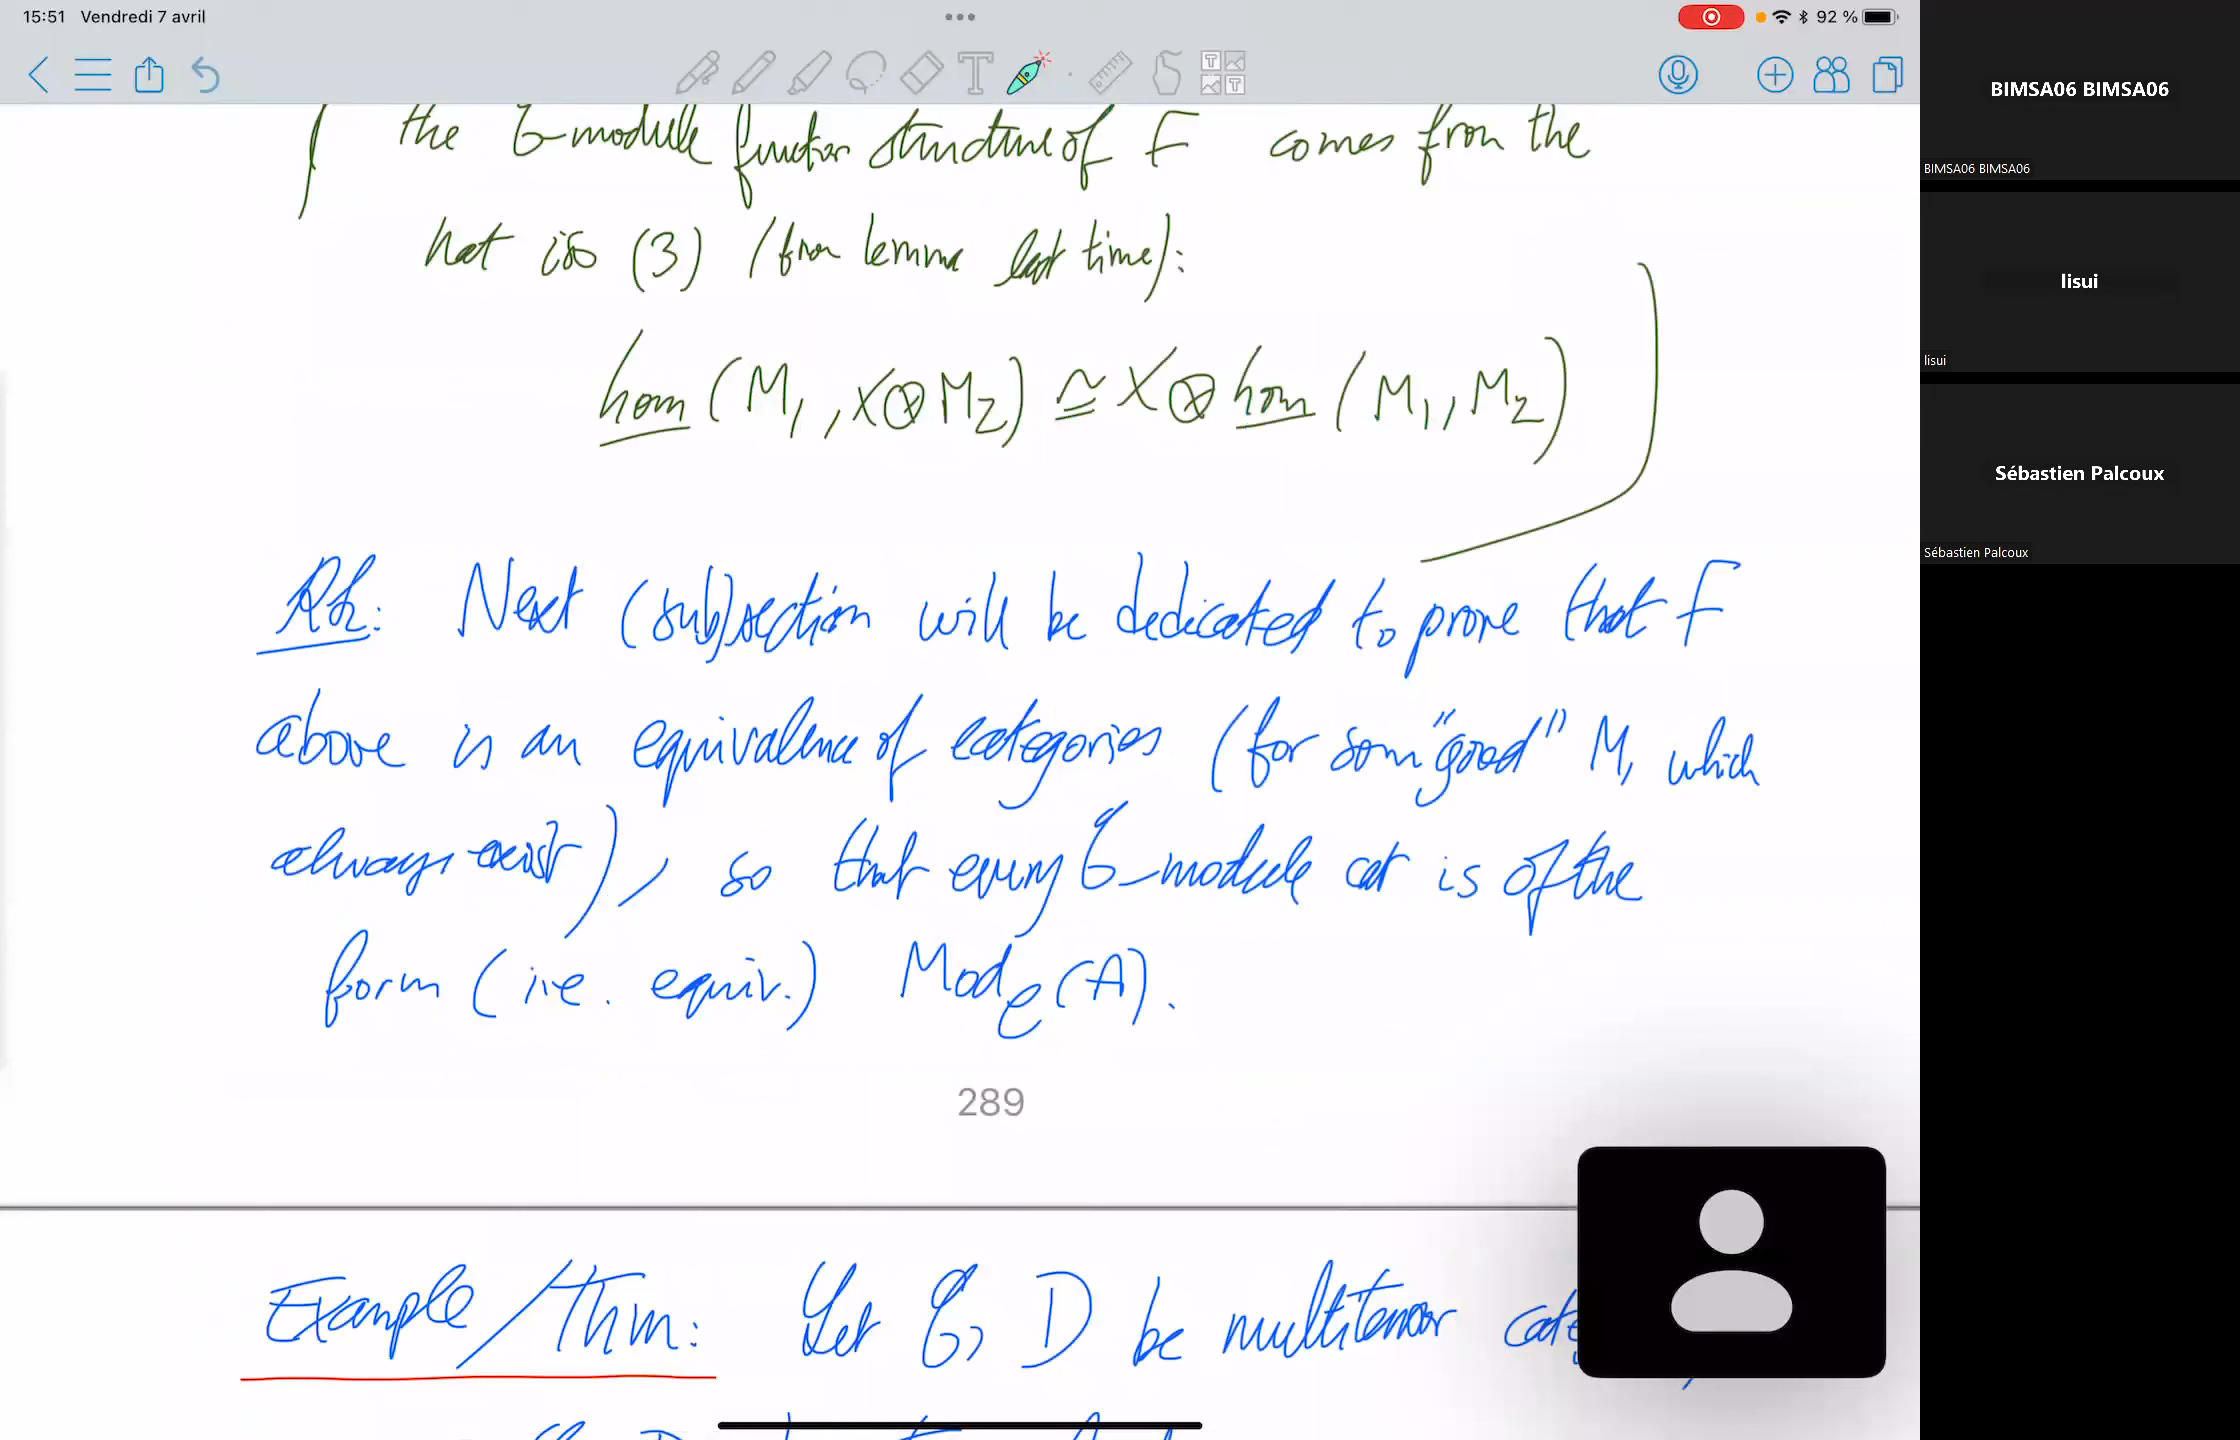 15:51 Vendredi 7 avril
92 %
the C-module functor structure of F comes from the
nat iso (3) (from lemma last time):
hom (M₁, X⊗M₂) ≅ X⊗ hom (M₁, M₂)
Rk: Next (sub)section will be dedicated to prove that F
above is an equivalence of categories (for som "good" M, which
always exist), so that every C-module cat is of the
form (i.e. equiv.) Mod_C(A).
289
Example/Thm: Let C, D be multitensor cate
BIMSA06 BIMSA06
BIMSA06 BIMSA06
lisui
lisui
Sébastien Palcoux
Sébastien Palcoux